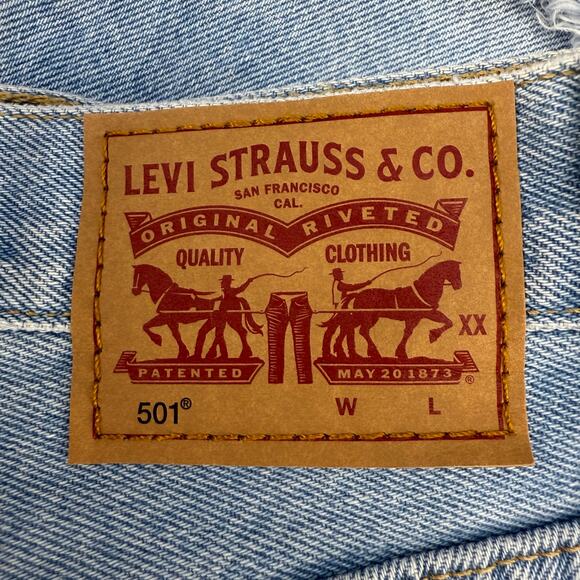 LEVI STRAUSS & CO.
SAN FRANCISCO
CAL.
ORIGINAL RIVETED
QUALITY CLOTHING
XX
PATENTED MAY 20 1873 ®
501® W L